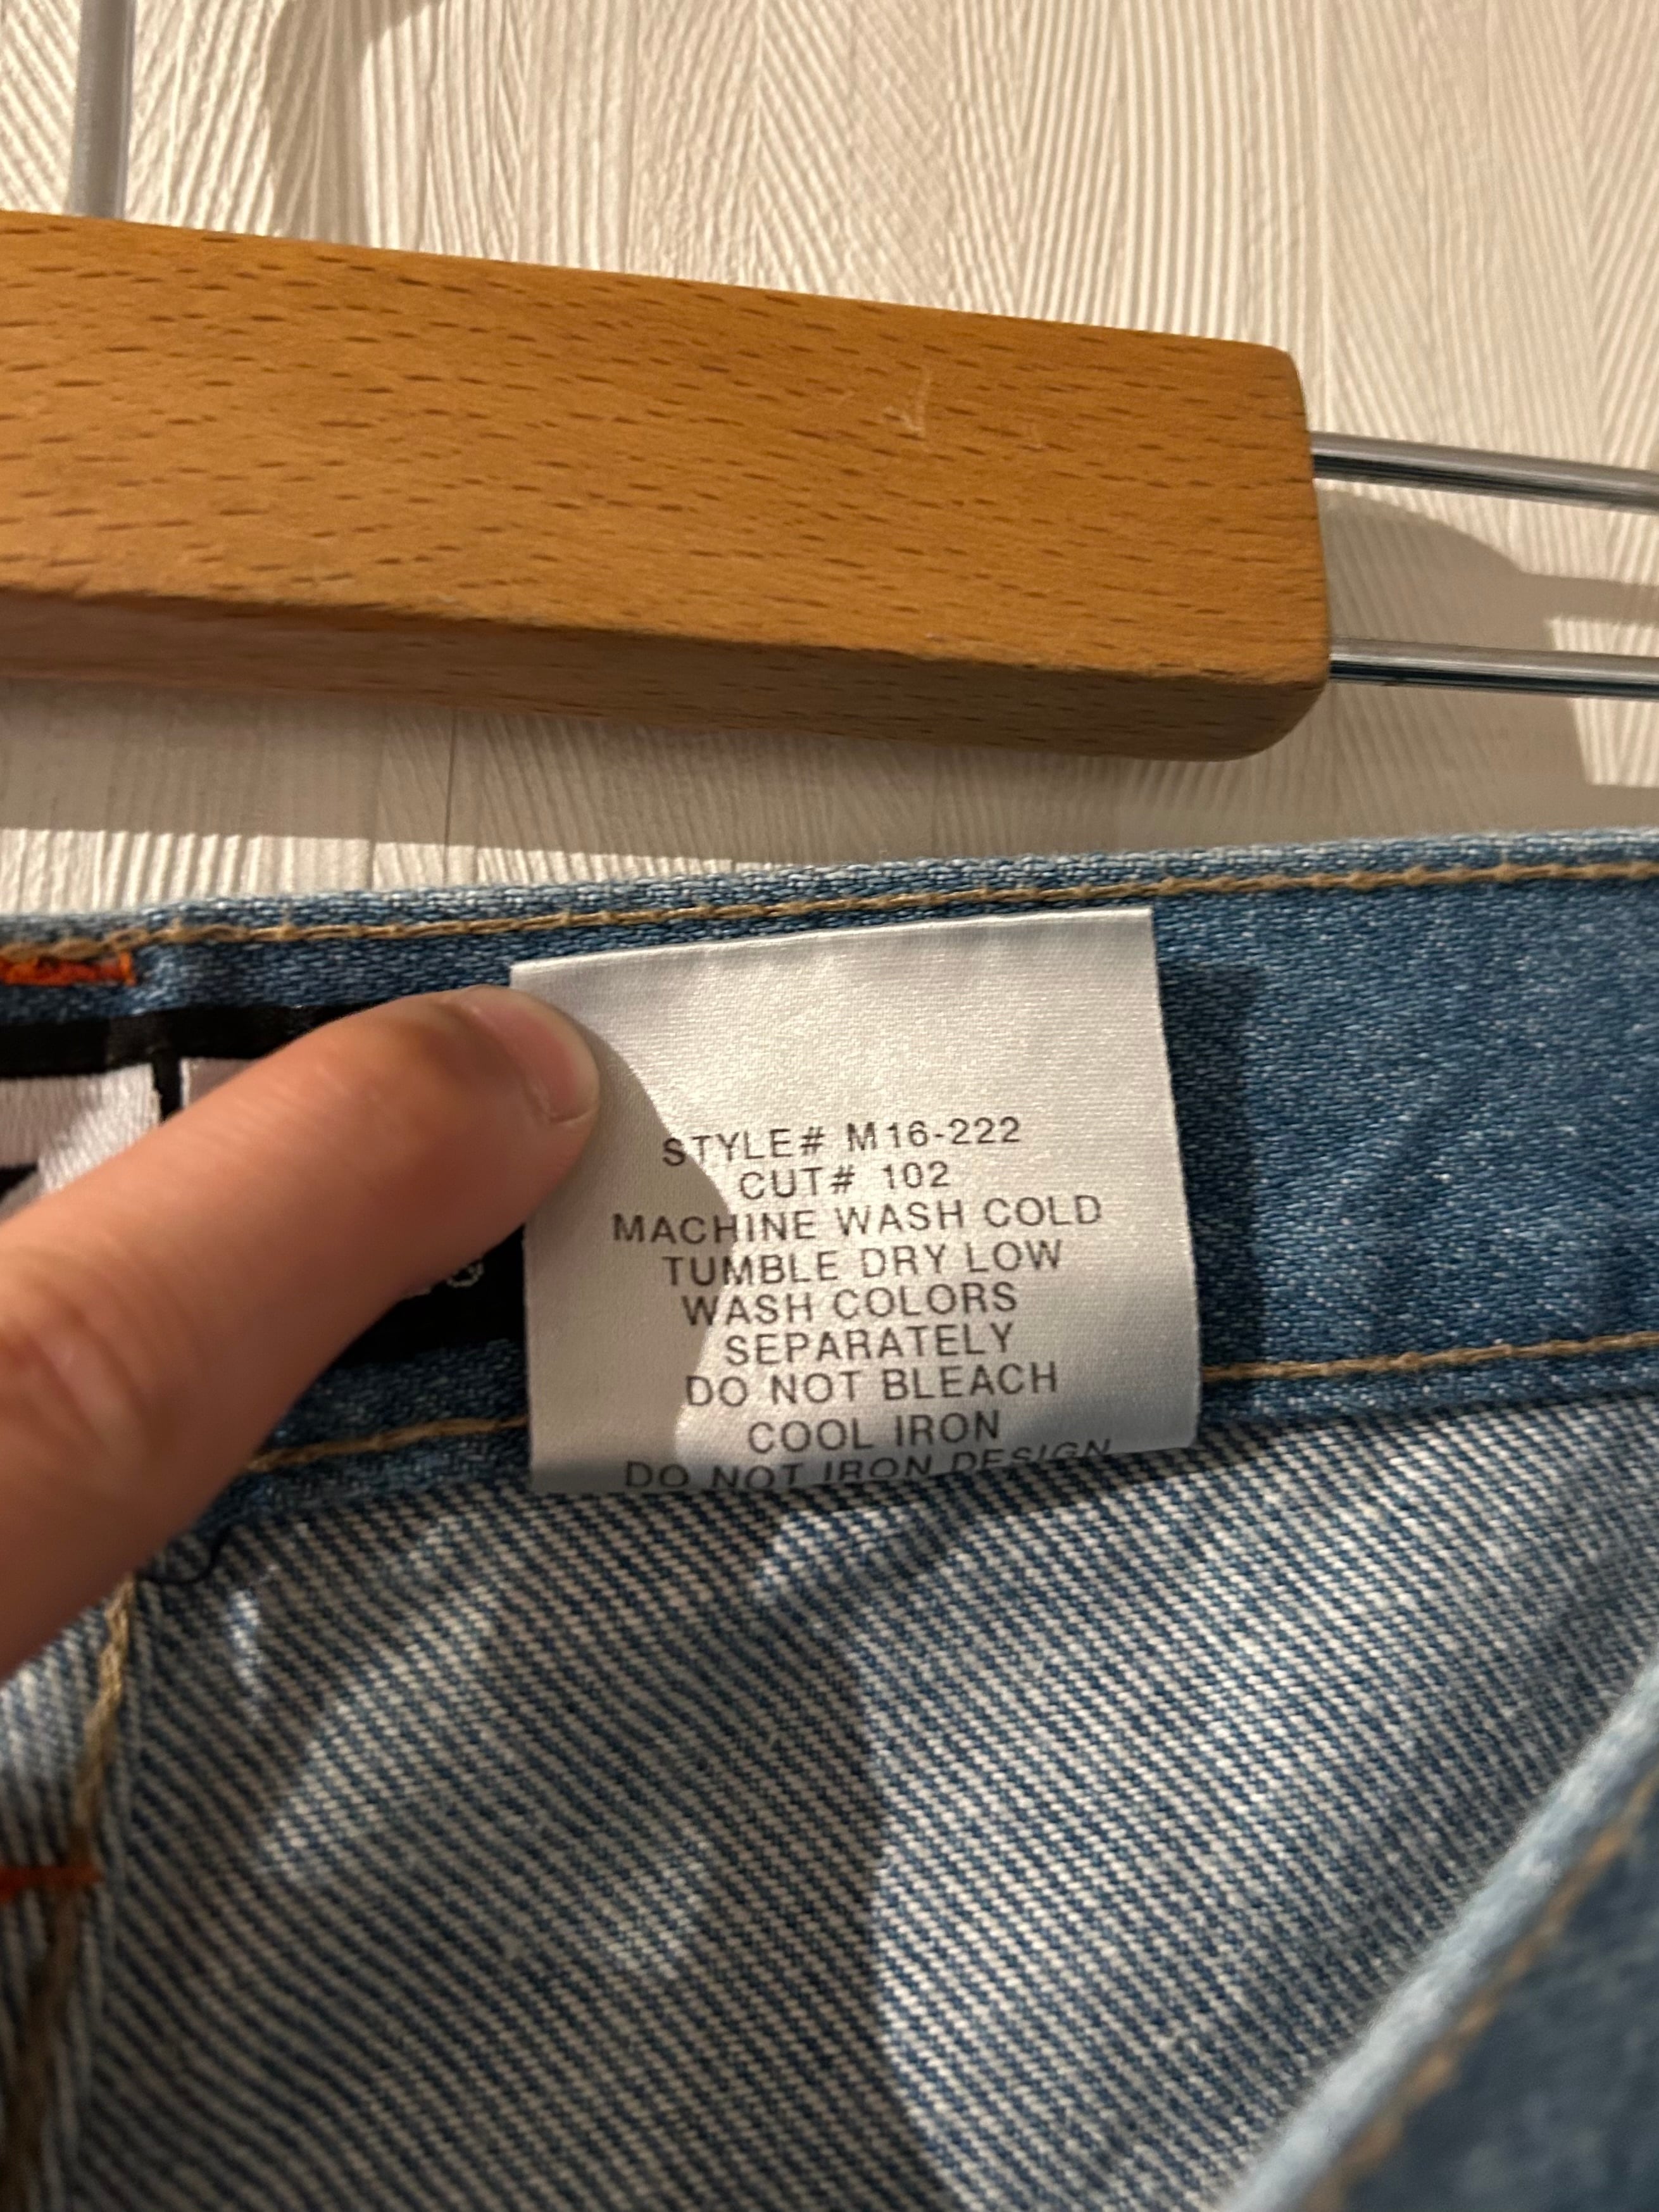 STYLE# M16-222
CUT# 102
MACHINE WASH COLD
TUMBLE DRY LOW
WASH COLORS
SEPARATELY
DO NOT BLEACH
COOL IRON
DO NOT IRON DESIGN